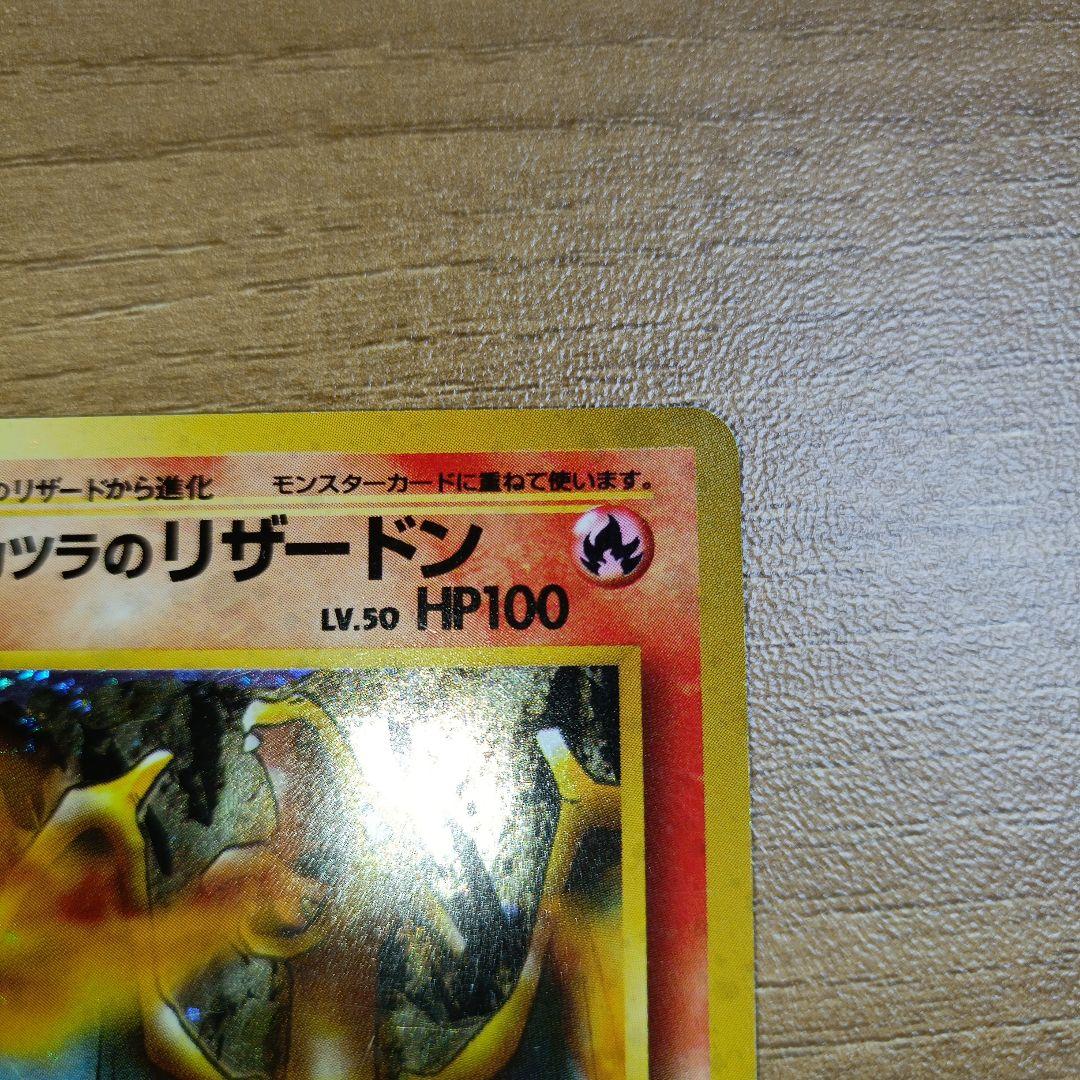 のリザードから進化 モンスターカードに重ねて使います。
カツラのリザードン
LV.50 HP100